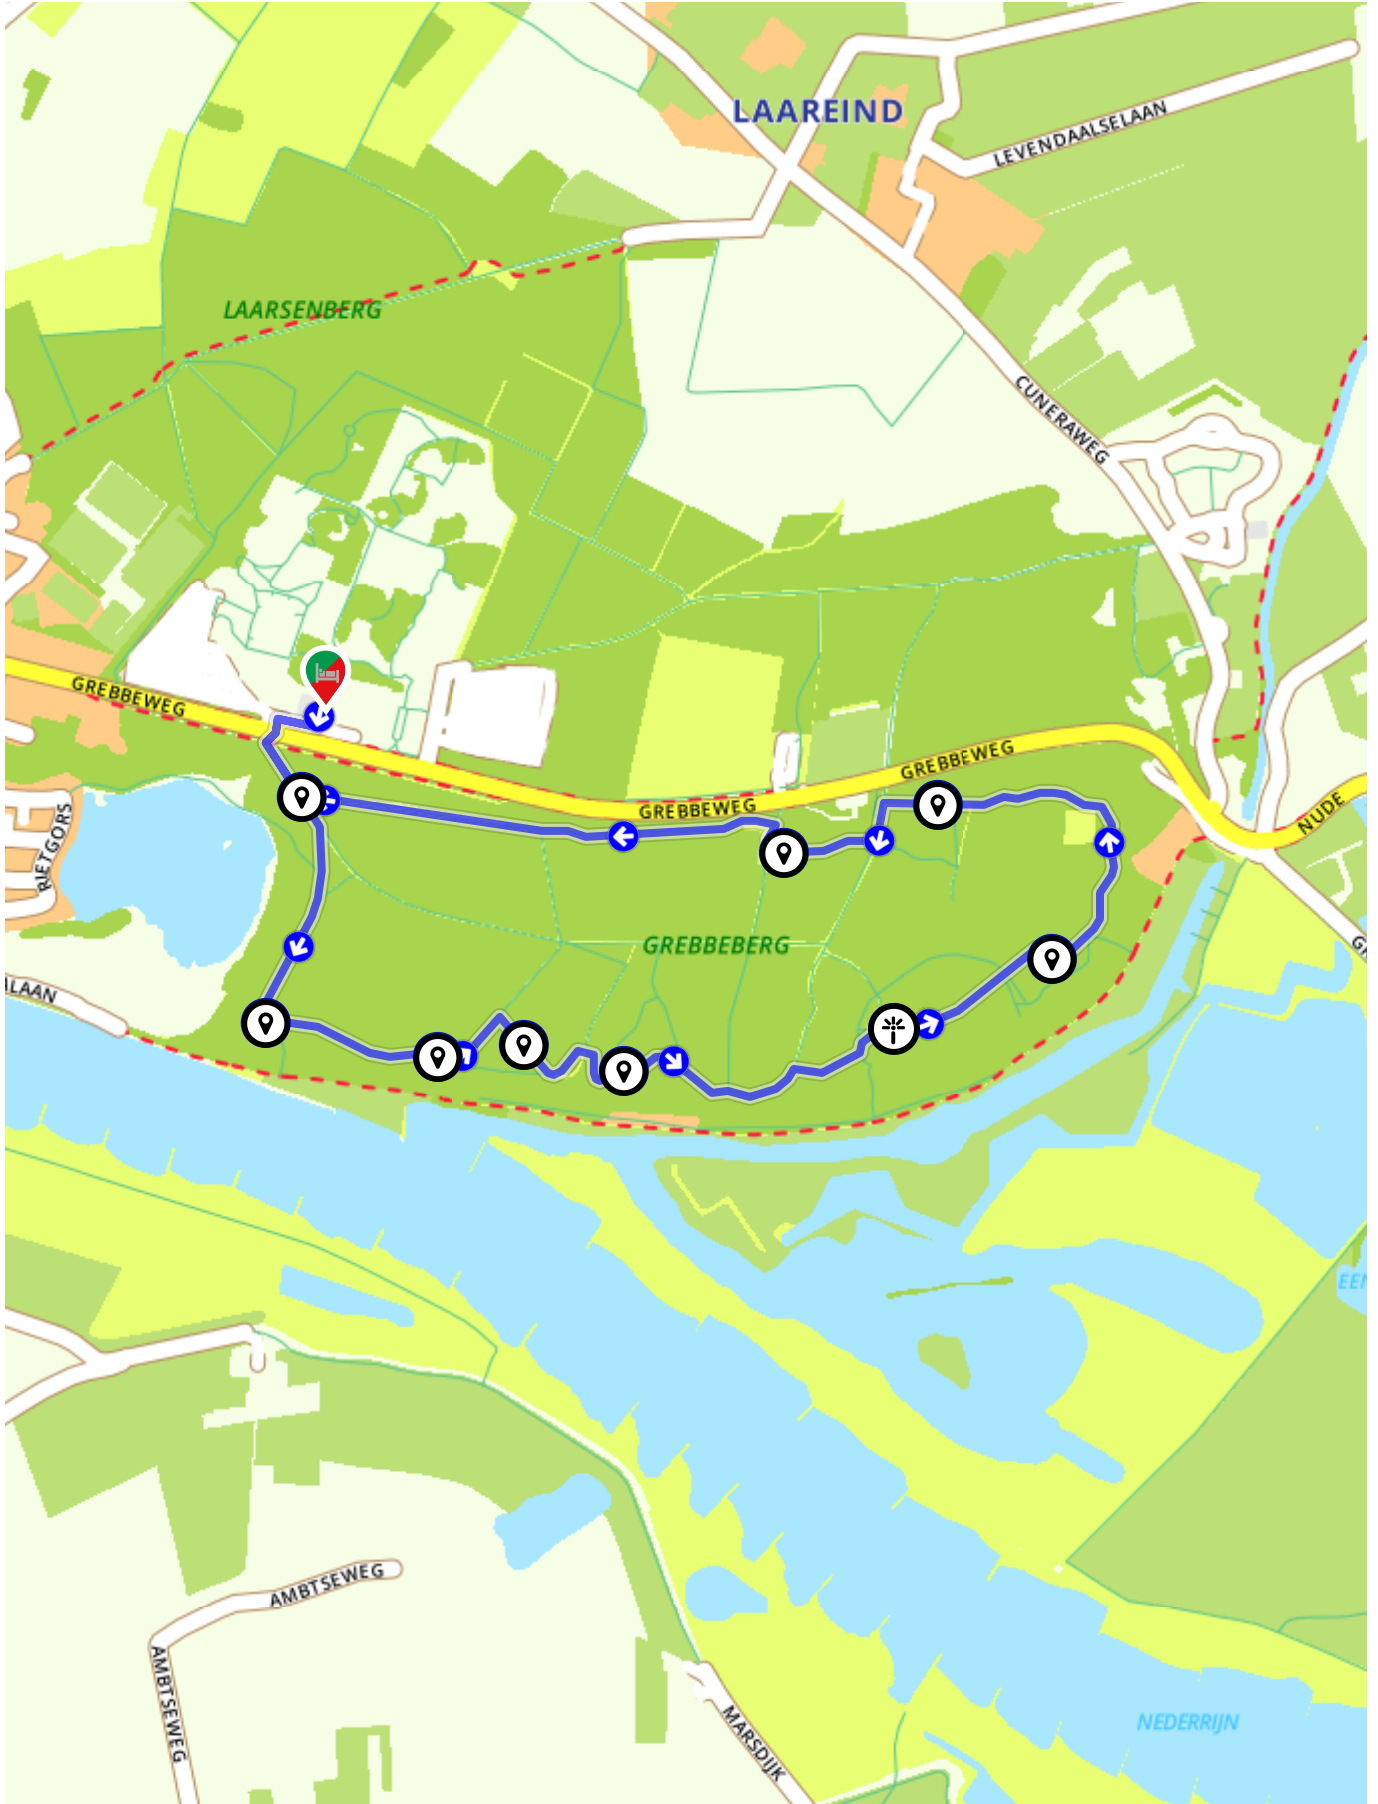 LAAREIND
LEVENDAALSELAAN
LAARSENBERG
CUNERAWEG
GREBBEWEG
GREBBEWEG
GREBBEWEG
NUDE
RIETGORS
GREBBEBERG
LAAN
AMBTSEWEG
AMBTSEWEG
MARSDIJK
NEDERRIJN